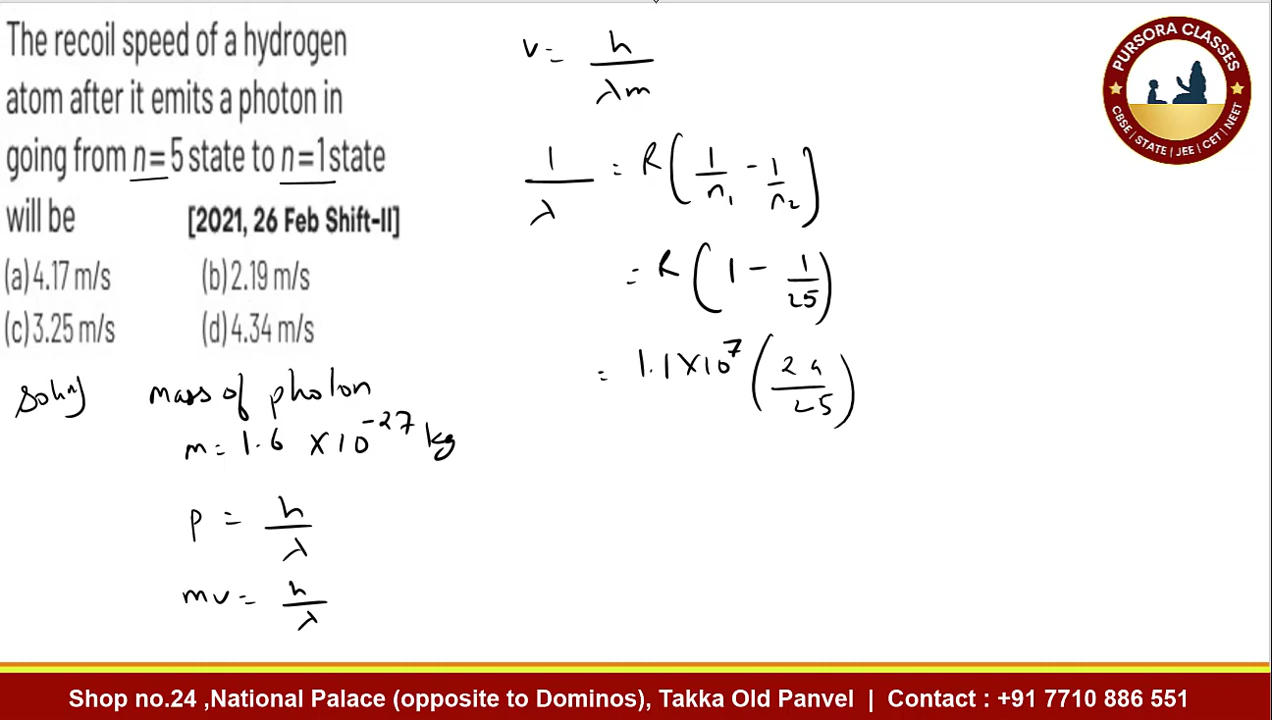 The recoil speed of a hydrogen
atom after it emits a photon in
going from n=5 state to n=1 state
will be [2021, 26 Feb Shift-II]
(a) 4.17 m/s (b) 2.19 m/s
(c) 3.25 m/s (d) 4.34 m/s
Soln) mass of photon
m = 1.6 × 10^-27 kg
p = h/λ
mv = h/λ
v = h/λm
1/λ = R(1/n₁ - 1/n₂)
= R(1 - 1/25)
= 1.1×10^7 (24/25)
PURSORA CLASSES
CBSE | STATE | JEE | CET | NEET
Shop no.24 ,National Palace (opposite to Dominos), Takka Old Panvel | Contact : +91 7710 886 551